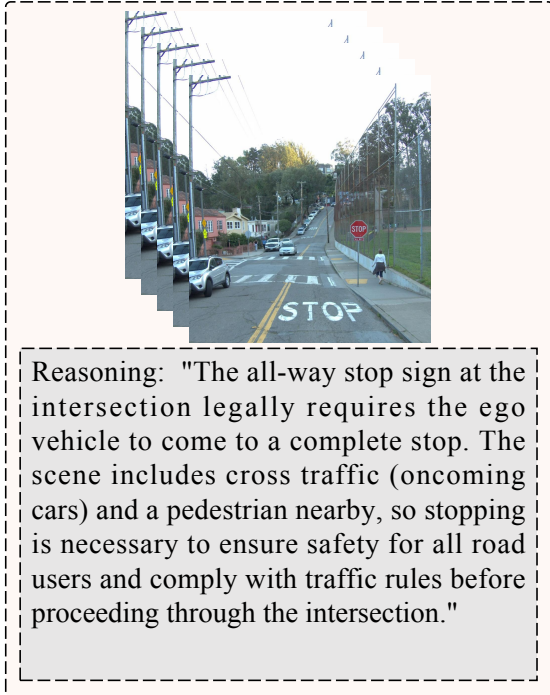 STOP
STOP
Reasoning: "The all-way stop sign at the
intersection legally requires the ego
vehicle to come to a complete stop. The
scene includes cross traffic (oncoming
cars) and a pedestrian nearby, so stopping
is necessary to ensure safety for all road
users and comply with traffic rules before
proceeding through the intersection."